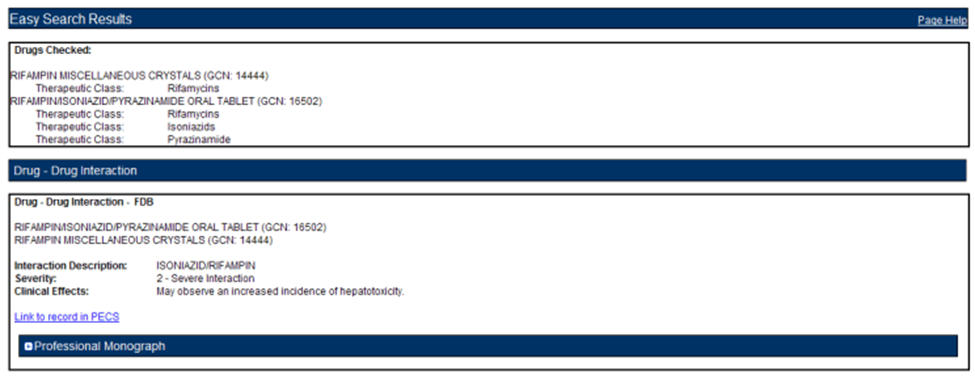 Easy Search Results
Page Help
Drugs Checked:
RIFAMPIN MISCELLANEOUS CRYSTALS (GCN: 14444)
Therapeutic Class: Rifamycins
RIFAMPIN/ISONIAZID/PYRAZINAMIDE ORAL TABLET (GCN: 16502)
Therapeutic Class: Rifamycins
Therapeutic Class: Isoniazids
Therapeutic Class: Pyrazinamide
Drug - Drug Interaction
Drug - Drug Interaction - FDB
RIFAMPIN/ISONIAZID/PYRAZINAMIDE ORAL TABLET (GCN: 16502)
RIFAMPIN MISCELLANEOUS CRYSTALS (GCN: 14444)
Interaction Description: ISONIAZID/RIFAMPIN
Severity: 2 - Severe Interaction
Clinical Effects: May observe an increased incidence of hepatotoxicity.
Link to record in PECS
Professional Monograph